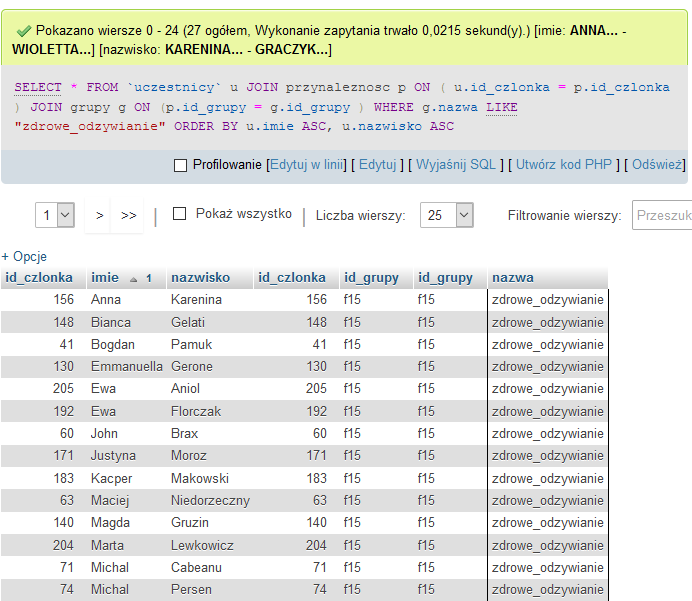 Pokazano wiersze 0 - 24 (27 ogółem, Wykonanie zapytania trwało 0,0215 sekund(y).) [imie: ANNA... -
WIOLETTA...] [nazwisko: KARENINA... - GRACZYK...]
SELECT * FROM `uczestnicy` u JOIN przynaleznosc p ON ( u.id_czlonka = p.id_czlonka
) JOIN grupy g ON (p.id_grupy = g.id_grupy ) WHERE g.nazwa LIKE
"zdrowe_odzywianie" ORDER BY u.imie ASC, u.nazwisko ASC
Profilowanie [Edytuj w linii] [ Edytuj ] [ Wyjaśnij SQL ] [ Utwórz kod PHP ] [ Odśwież]
1 > >> | Pokaż wszystko | Liczba wierszy: 25 Filtrowanie wierszy: Przeszuk
+ Opcje
id_czlonka imie 1 nazwisko id_czlonka id_grupy id_grupy nazwa
156 Anna Karenina 156 f15 f15 zdrowe_odzywianie
148 Bianca Gelati 148 f15 f15 zdrowe_odzywianie
41 Bogdan Pamuk 41 f15 f15 zdrowe_odzywianie
130 Emmanuella Gerone 130 f15 f15 zdrowe_odzywianie
205 Ewa Aniol 205 f15 f15 zdrowe_odzywianie
192 Ewa Florczak 192 f15 f15 zdrowe_odzywianie
60 John Brax 60 f15 f15 zdrowe_odzywianie
171 Justyna Moroz 171 f15 f15 zdrowe_odzywianie
183 Kacper Makowski 183 f15 f15 zdrowe_odzywianie
63 Maciej Niedorzeczny 63 f15 f15 zdrowe_odzywianie
140 Magda Gruzin 140 f15 f15 zdrowe_odzywianie
204 Marta Lewkowicz 204 f15 f15 zdrowe_odzywianie
71 Michal Cabeanu 71 f15 f15 zdrowe_odzywianie
74 Michal Persen 74 f15 f15 zdrowe_odzywianie